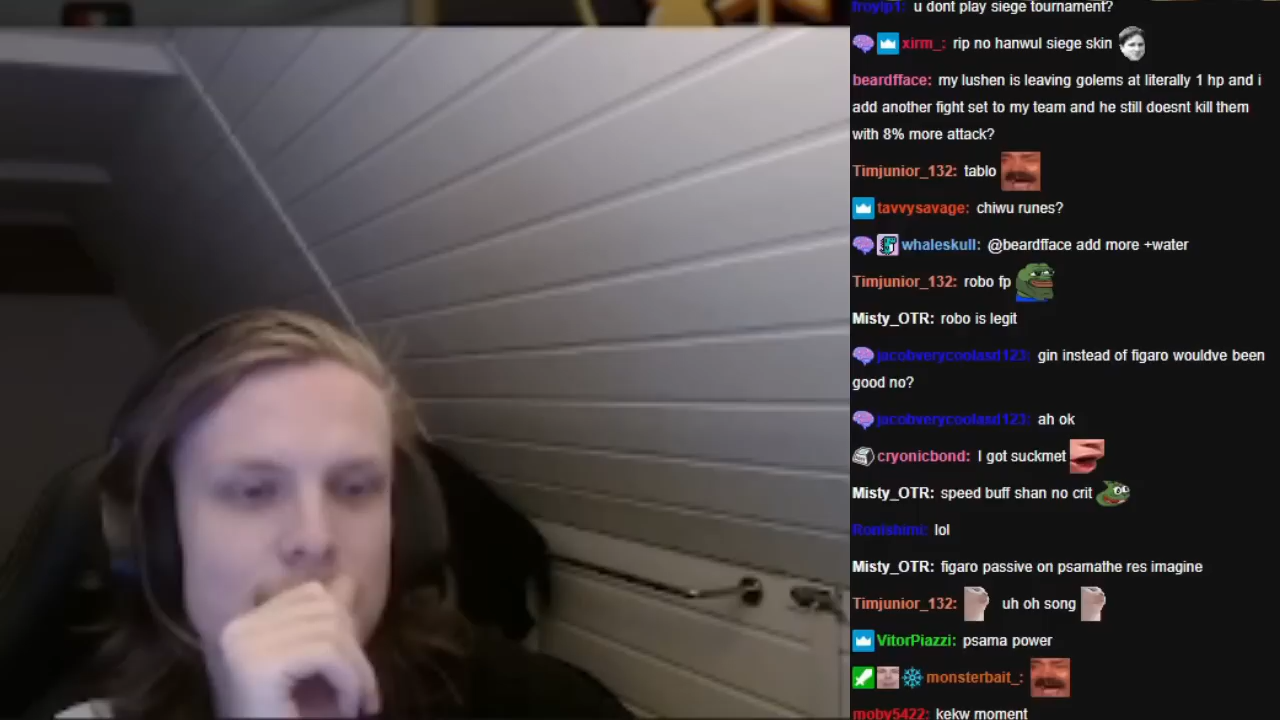 froylp1: u dont play siege tournament?
xirm_: rip no hanwul siege skin
beardfface: my lushen is leaving golems at literally 1 hp and i
add another fight set to my team and he still doesnt kill them
with 8% more attack?
Timjunior_132: tablo
tavvysavage: chiwu runes?
whaleskull: @beardfface add more +water
Timjunior_132: robo fp
Misty_OTR: robo is legit
jacobverycoolasd123: gin instead of figaro wouldve been
good no?
jacobverycoolasd123: ah ok
cryonicbond: I got suckmet
Misty_OTR: speed buff shan no crit
Romishimi: lol
Misty_OTR: figaro passive on psamathe res imagine
Timjunior_132: uh oh song
VitorPiazzi: psama power
monsterbait_:
moby5422: kekw moment